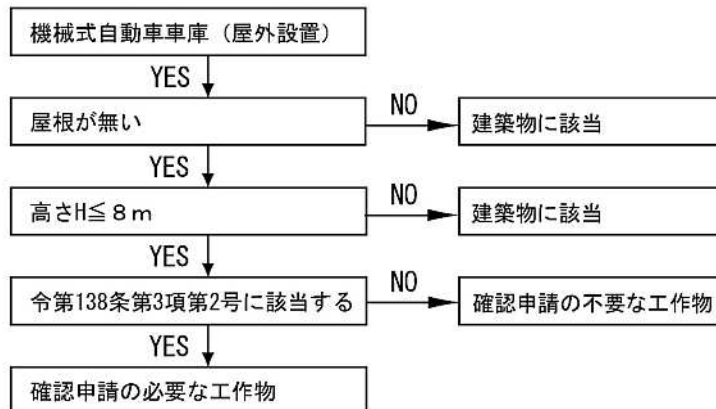 機械式自動車車庫（屋外設置）
YES
屋根が無い
NO
建築物に該当
YES
高さH≦８ｍ
NO
建築物に該当
YES
令第138条第3項第2号に該当する
NO
確認申請の不要な工作物
YES
確認申請の必要な工作物